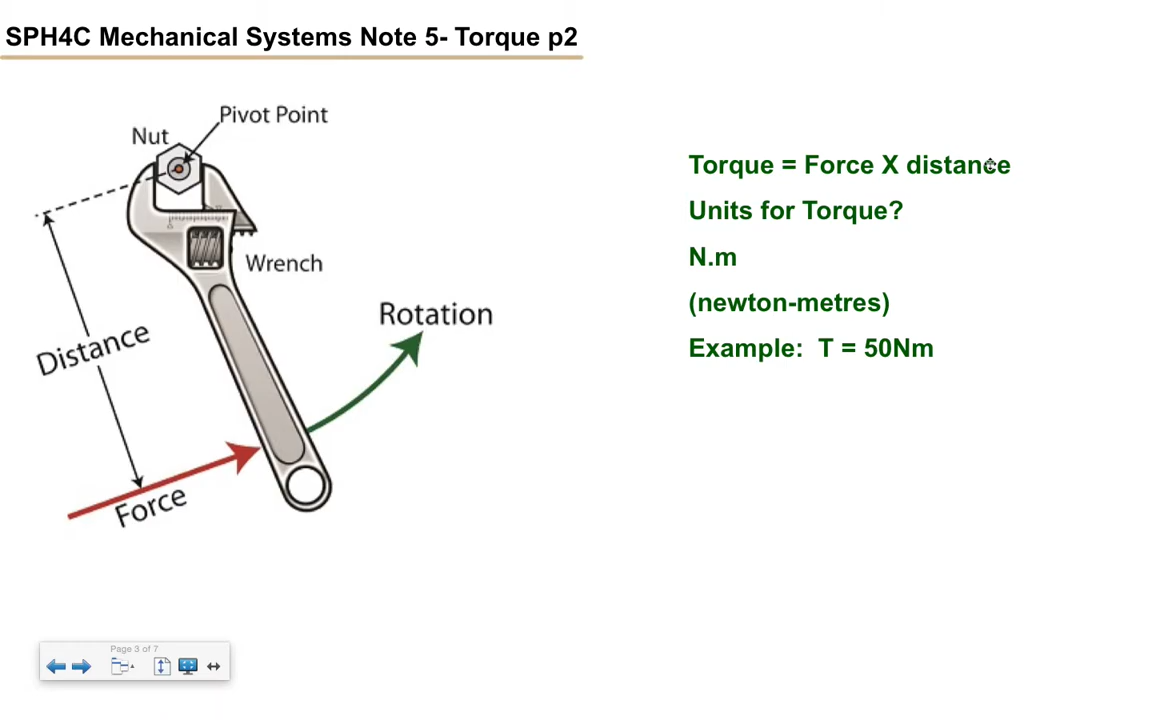 SPH4C Mechanical Systems Note 5- Torque p2
Pivot Point
Nut
Wrench
Distance
Rotation
Force
Torque = Force X distance
Units for Torque?
N.m
(newton-metres)
Example: T = 50Nm
Page 3 of 7